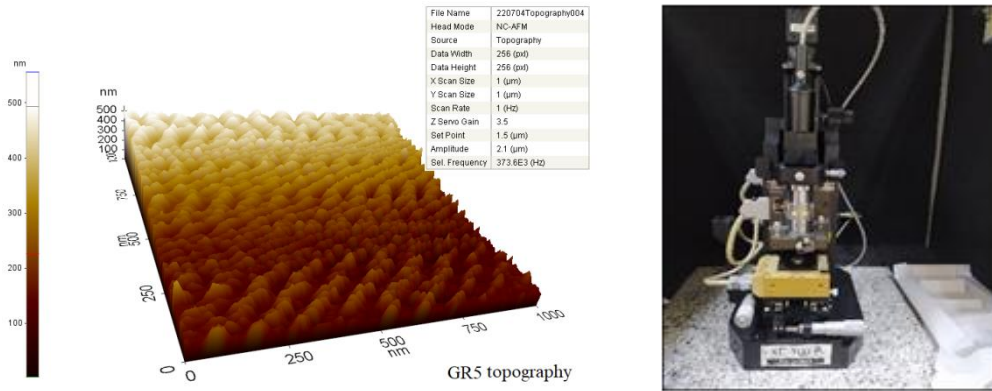 File Name 220704Topography004
Head Mode NC-AFM
Source Topography
Data Width 256 (pxl)
Data Height 256 (pxl)
X Scan Size 1 (μm)
Y Scan Size 1 (μm)
Scan Rate 1 (Hz)
Z Servo Gain 3.5
Set Point 1.5 (μm)
Amplitude 2.1 (μm)
Sel. Frequency 373.6E3 (Hz)
nm
500
400
300
200
100
nm
500
400
300
200
100
1000
750
nm
500
250
0
0
250
500
nm
750
1000
GR5 topography